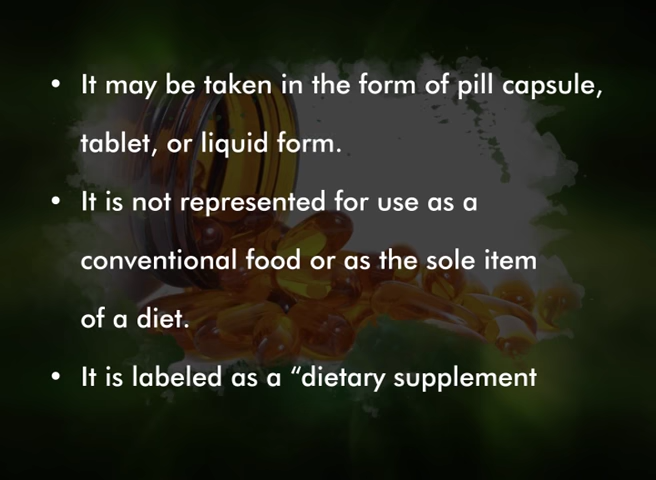 • It may be taken in the form of pill capsule,
tablet, or liquid form.
• It is not represented for use as a
conventional food or as the sole item
of a diet.
• It is labeled as a “dietary supplement